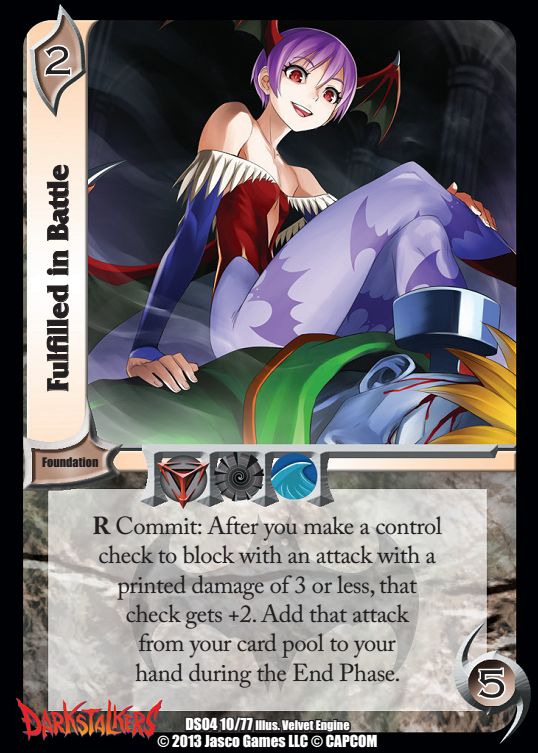 2
Fulfilled in Battle
Foundation
R Commit: After you make a control
check to block with an attack with a
printed damage of 3 or less, that
check gets +2. Add that attack
from your card pool to your
hand during the End Phase.
5
DARKSTALKERS
DS04 10/77 Illus. Velvet Engine
© 2013 Jasco Games LLC © CAPCOM